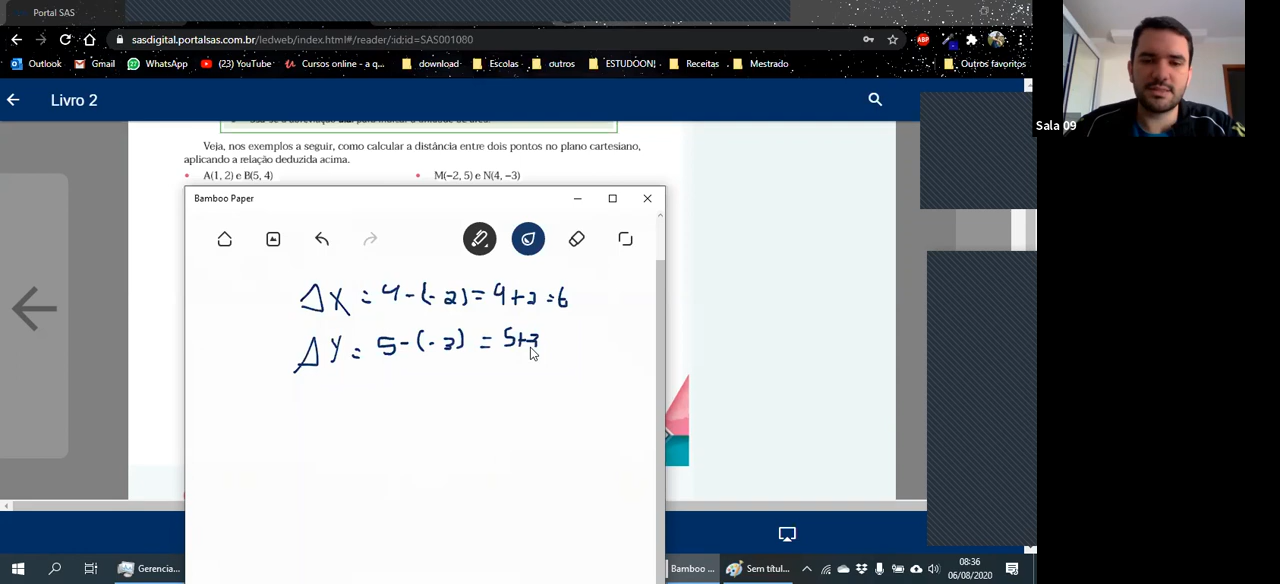 Portal SAS
sasdigital.portalsas.com.br/ledweb/index.html#/reader/:id:id=SAS001080
ABP
Outlook
Gmail
WhatsApp
(23) YouTube
Cursos online - a q...
download
Escolas
outros
ESTUDOON!
Receitas
Mestrado
Outros favoritos
Livro 2
Sala 09
Veja, nos exemplos a seguir, como calcular a distância entre dois pontos no plano cartesiano,
aplicando a relação deduzida acima.
• A(1, 2) e B(5, 4)
• M(−2, 5) e N(4, −3)
Bamboo Paper
ΔX = 4-(-2) = 4+2 = 6
ΔY = 5-(-3) = 5+3
Gerencia...
Bamboo ...
Sem títul...
08:36
06/08/2020